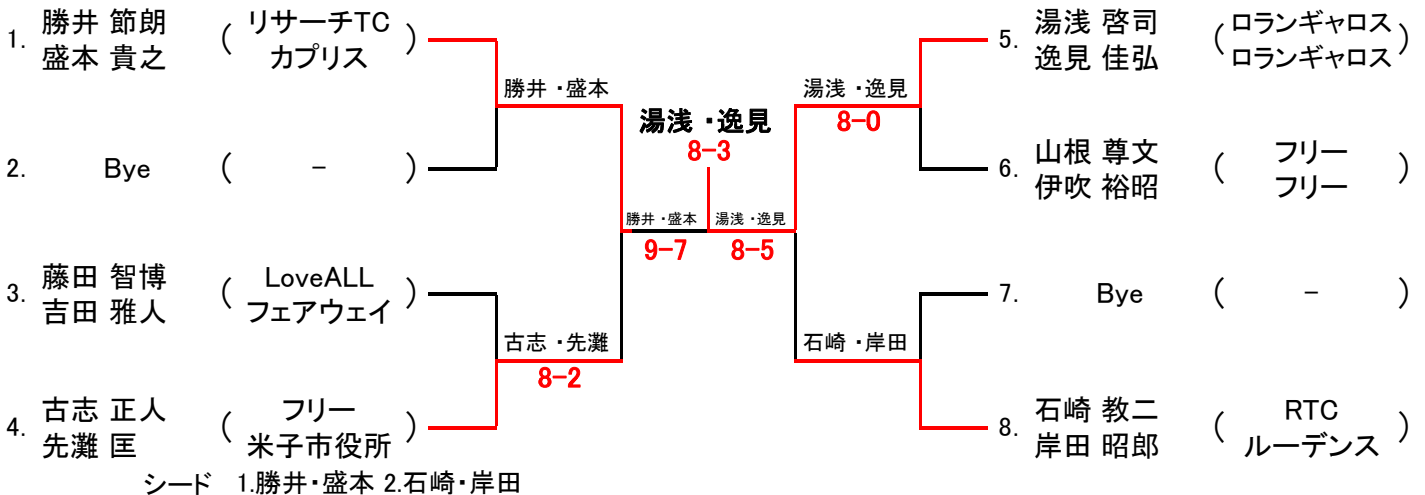 1. 勝井 節朗 ( リサーチTC )
盛本 貴之 カプリス
勝井・盛本
2. Bye ( - )
3. 藤田 智博 ( LoveALL )
吉田 雅人 フェアウェイ
古志・先灘
8-2
4. 古志 正人 ( フリー )
先灘 匡 米子市役所
湯浅・逸見
8-3
勝井・盛本 湯浅・逸見
9-7 8-5
5. 湯浅 啓司 ( ロランギャロス )
逸見 佳弘 ロランギャロス
湯浅・逸見
8-0
6. 山根 尊文 ( フリー )
伊吹 裕昭 フリー
7. Bye ( - )
石崎・岸田
8. 石崎 教二 ( RTC )
岸田 昭郎 ルーデンス
シード 1.勝井・盛本 2.石崎・岸田